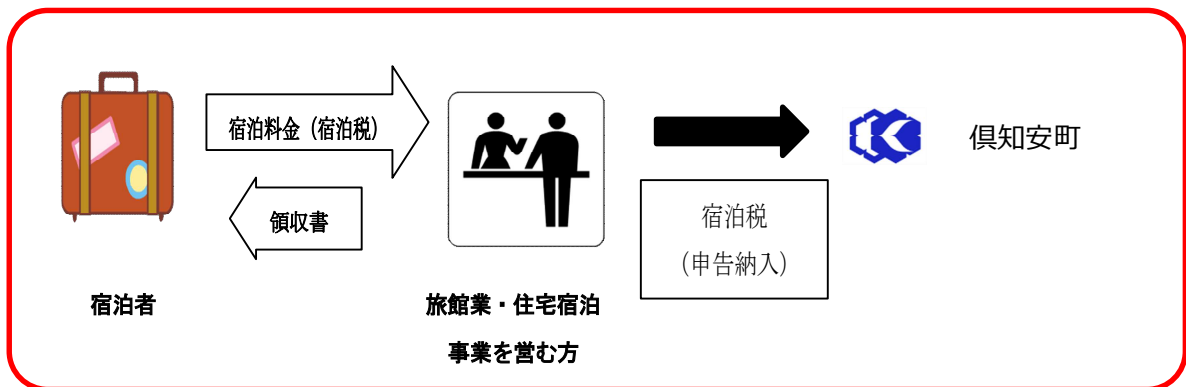 宿泊料金（宿泊税）
領収書
宿泊者
旅館業・住宅宿泊
事業を営む方
宿泊税
（申告納入）
倶知安町